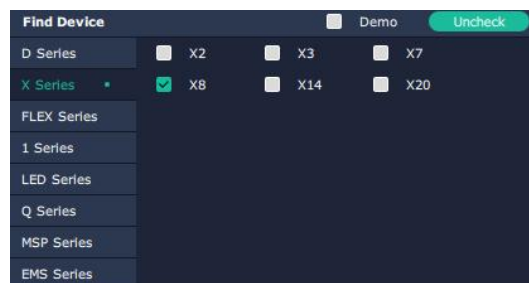 Find Device Demo Uncheck
D Series X2 X3 X7
X Series X8 X14 X20
FLEX Series
1 Series
LED Series
Q Series
MSP Series
EMS Series